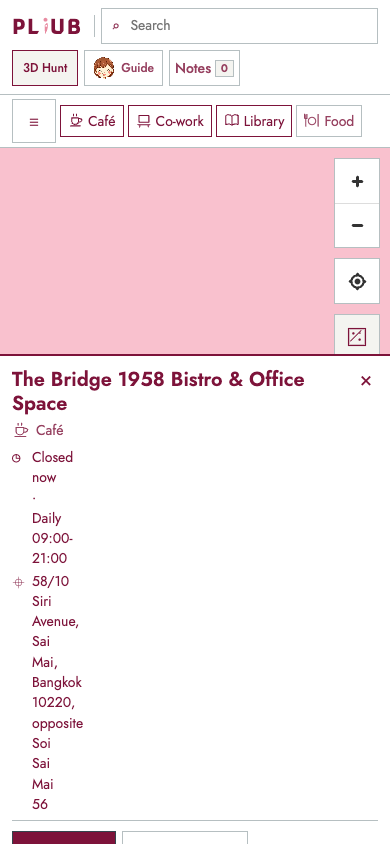 PLIUB
Search
3D Hunt
Guide
Notes 0
Café
Co-work
Library
Food
The Bridge 1958 Bistro & Office
Space
Café
Closed
now
·
Daily
09:00-
21:00
58/10
Siri
Avenue,
Sai
Mai,
Bangkok
10220,
opposite
Soi
Sai
Mai
56